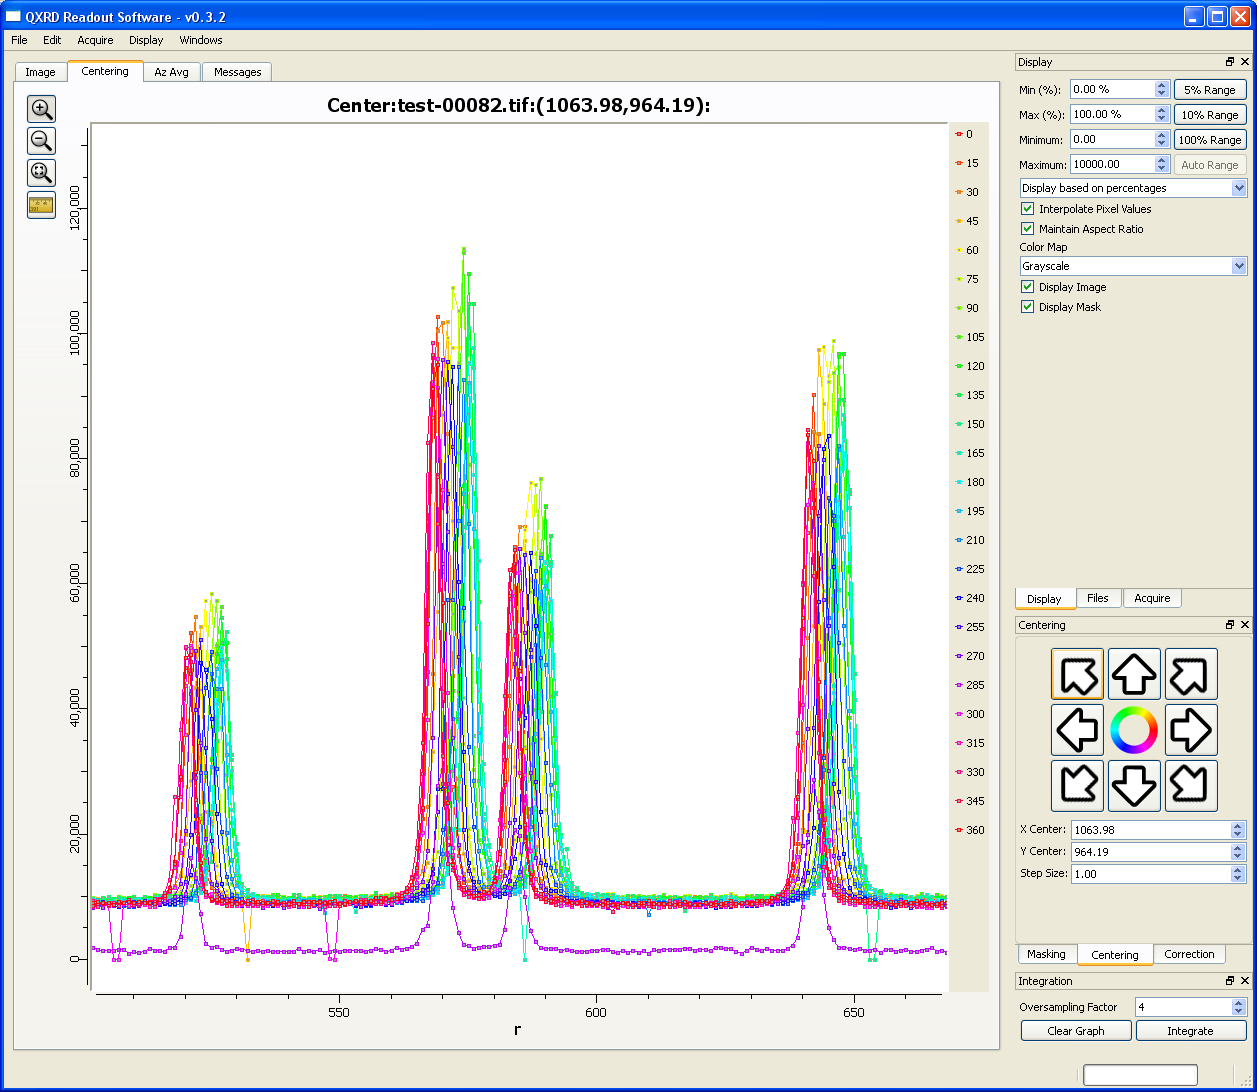 QXRD Readout Software - v0.3.2
File Edit Acquire Display Windows
Image Centering Az Avg Messages
Center:test-00082.tif:(1063.98,964.19):
120,000
100,000
80,000
60,000
40,000
20,000
0
550 600 650
r
0
15
30
45
60
75
90
105
120
135
150
165
180
195
210
225
240
255
270
285
300
315
330
345
360
Display
Min (%): 0.00 % 5% Range
Max (%): 100.00 % 10% Range
Minimum: 0.00 100% Range
Maximum: 10000.00 Auto Range
Display based on percentages
Interpolate Pixel Values
Maintain Aspect Ratio
Color Map
Grayscale
Display Image
Display Mask
Display Files Acquire
Centering
X Center: 1063.98
Y Center: 964.19
Step Size: 1.00
Masking Centering Correction
Integration
Oversampling Factor 4
Clear Graph Integrate